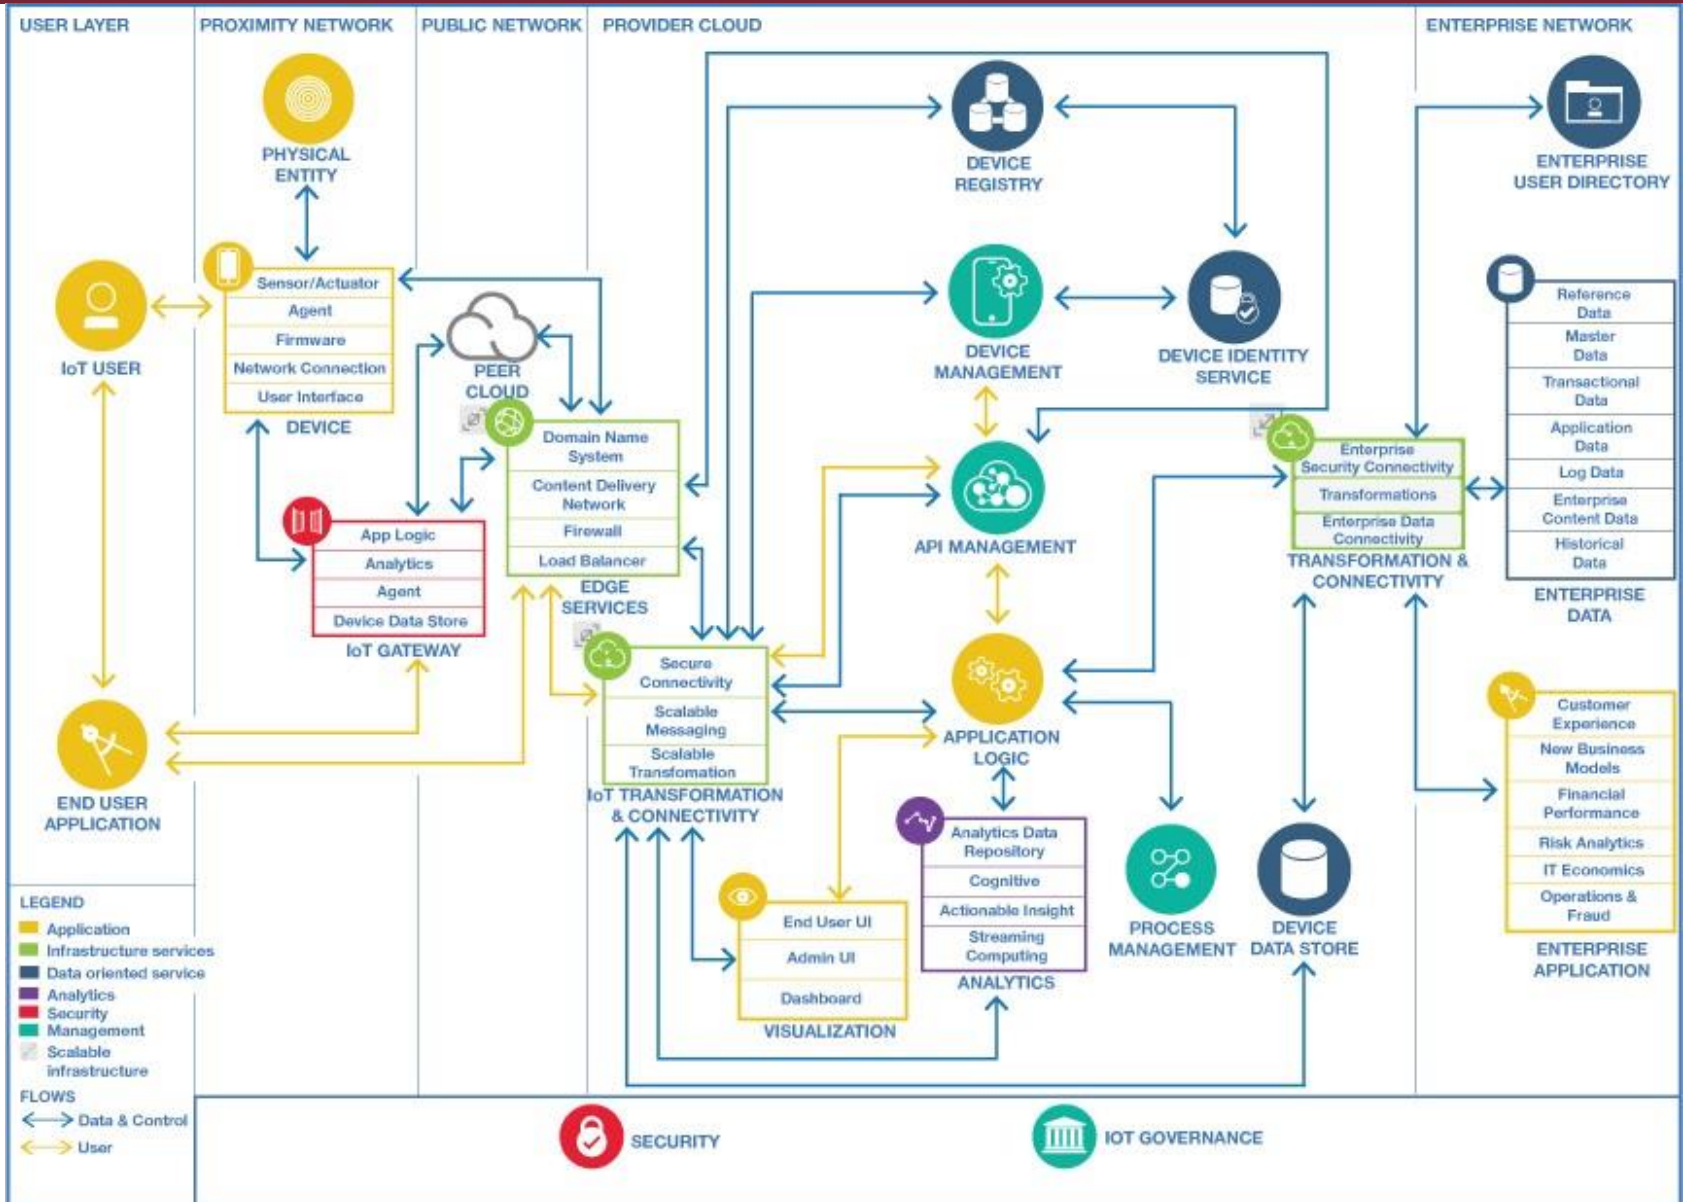 USER LAYER
PROXIMITY NETWORK
PUBLIC NETWORK
PROVIDER CLOUD
ENTERPRISE NETWORK
PHYSICAL
ENTITY
IoT USER
Sensor/Actuator
Agent
Firmware
Network Connection
User Interface
DEVICE
PEER
CLOUD
App Logic
Analytics
Agent
Device Data Store
IoT GATEWAY
Domain Name
System
Content Delivery
Network
Firewall
Load Balancer
EDGE
SERVICES
END USER
APPLICATION
Secure
Connectivity
Scalable
Messaging
Scalable
Transfomation
IoT TRANSFORMATION
& CONNECTIVITY
DEVICE
REGISTRY
DEVICE
MANAGEMENT
DEVICE IDENTITY
SERVICE
API MANAGEMENT
APPLICATION
LOGIC
End User UI
Admin UI
Dashboard
VISUALIZATION
Analytics Data
Repository
Cognitive
Actionable Insight
Streaming
Computing
ANALYTICS
PROCESS
MANAGEMENT
DEVICE
DATA STORE
Enterprise
Security Connectivity
Transformations
Enterprise Data
Connectivity
TRANSFORMATION &
CONNECTIVITY
ENTERPRISE
USER DIRECTORY
Reference
Data
Master
Data
Transactional
Data
Application
Data
Log Data
Enterprise
Content Data
Historical
Data
ENTERPRISE
DATA
Customer
Experience
New Business
Models
Financial
Performance
Risk Analytics
IT Economics
Operations &
Fraud
ENTERPRISE
APPLICATION
LEGEND
Application
Infrastructure services
Data oriented service
Analytics
Security
Management
Scalable
infrastructure
FLOWS
Data & Control
User
SECURITY
IOT GOVERNANCE